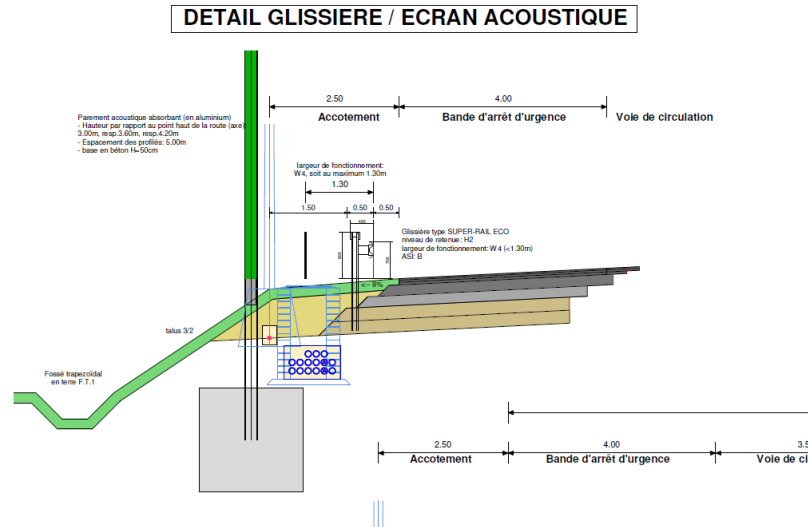 DETAIL GLISSIERE / ECRAN ACOUSTIQUE
2.50
4.00
Accotement
Bande d'arrêt d'urgence
Voie de circulation
Parement acoustique absorbant (en aluminium)
- Hauteur par rapport au point haut de la route (axe):
3.00m, resp.3.60m, resp.4.20m
- Espacement des profilés: 5.00m
- base en béton H=50cm
largeur de fonctionnement:
W4, soit au maximum 1.30m
1.30
1.50
0.50
0.50
Glissière type SUPER-RAIL ECO
niveau de retenue: H2
largeur de fonctionnement: W4 (<1.30m)
ASI: B
<-- 8%
talus 3/2
Fossé trapezoïdal
en terre F.T.t
2.50
4.00
3.5
Accotement
Bande d'arrêt d'urgence
Voie de ci